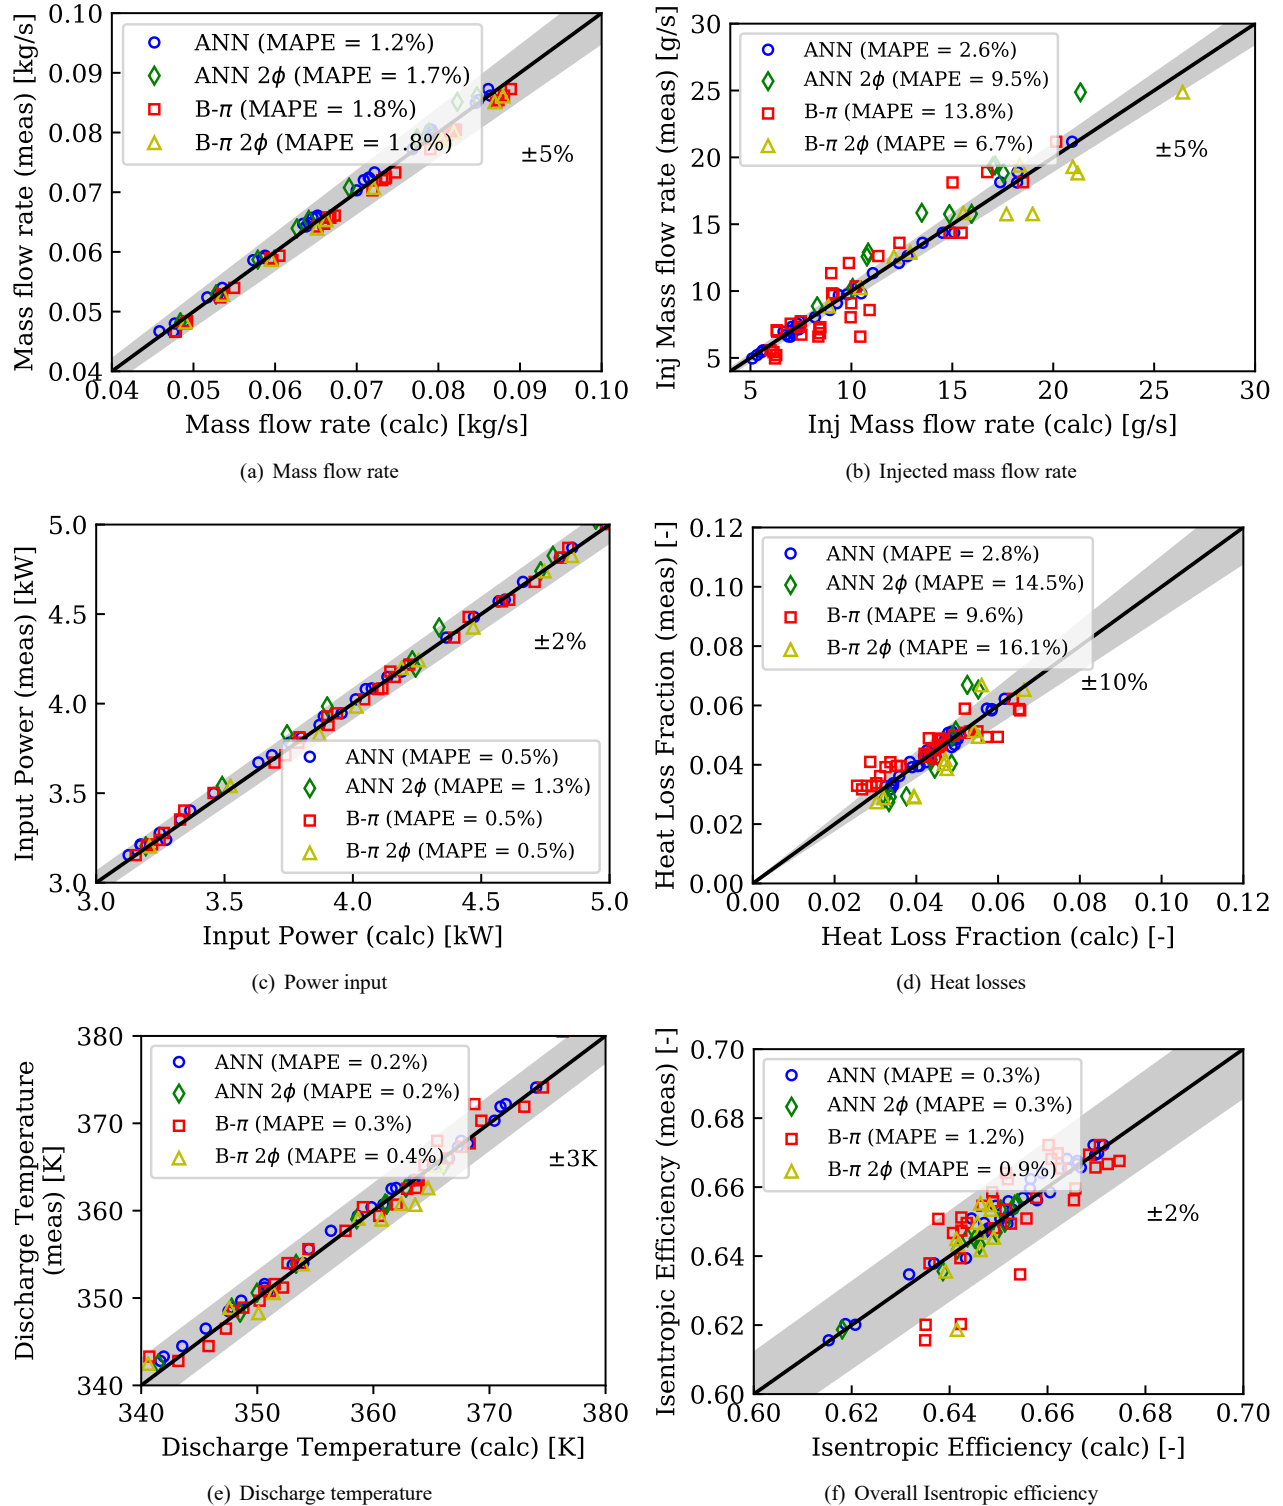 0.10
0.09
0.08
0.07
0.06
0.05
0.04
Mass flow rate (meas) [kg/s]
ANN (MAPE = 1.2%)
ANN 2ϕ (MAPE = 1.7%)
B-π (MAPE = 1.8%)
B-π 2ϕ (MAPE = 1.8%)
±5%
0.04 0.05 0.06 0.07 0.08 0.09 0.10
Mass flow rate (calc) [kg/s]
(a) Mass flow rate
30
25
20
15
10
5
Inj Mass flow rate (meas) [g/s]
ANN (MAPE = 2.6%)
ANN 2ϕ (MAPE = 9.5%)
B-π (MAPE = 13.8%)
B-π 2ϕ (MAPE = 6.7%)
±5%
5 10 15 20 25 30
Inj Mass flow rate (calc) [g/s]
(b) Injected mass flow rate
5.0
4.5
4.0
3.5
3.0
Input Power (meas) [kW]
±2%
ANN (MAPE = 0.5%)
ANN 2ϕ (MAPE = 1.3%)
B-π (MAPE = 0.5%)
B-π 2ϕ (MAPE = 0.5%)
3.0 3.5 4.0 4.5 5.0
Input Power (calc) [kW]
(c) Power input
0.12
0.10
0.08
0.06
0.04
0.02
0.00
Heat Loss Fraction (meas) [-]
ANN (MAPE = 2.8%)
ANN 2ϕ (MAPE = 14.5%)
B-π (MAPE = 9.6%)
B-π 2ϕ (MAPE = 16.1%)
±10%
0.00 0.02 0.04 0.06 0.08 0.10 0.12
Heat Loss Fraction (calc) [-]
(d) Heat losses
380
370
360
350
340
Discharge Temperature
(meas) [K]
ANN (MAPE = 0.2%)
ANN 2ϕ (MAPE = 0.2%)
B-π (MAPE = 0.3%)
B-π 2ϕ (MAPE = 0.4%)
±3K
340 350 360 370 380
Discharge Temperature (calc) [K]
(e) Discharge temperature
0.70
0.68
0.66
0.64
0.62
0.60
Isentropic Efficiency (meas) [-]
ANN (MAPE = 0.3%)
ANN 2ϕ (MAPE = 0.3%)
B-π (MAPE = 1.2%)
B-π 2ϕ (MAPE = 0.9%)
±2%
0.60 0.62 0.64 0.66 0.68 0.70
Isentropic Efficiency (calc) [-]
(f) Overall Isentropic efficiency